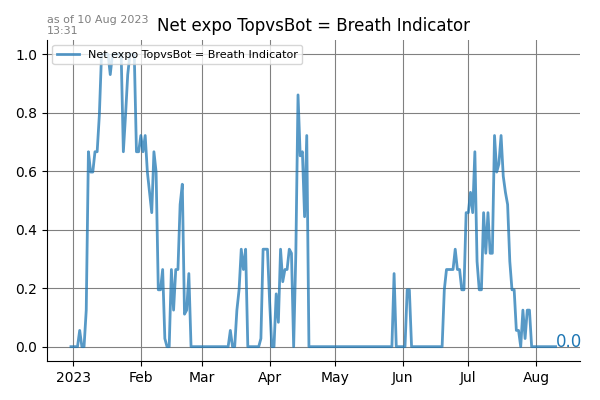 as of 10 Aug 2023
13:31
Net expo TopvsBot = Breath Indicator
Net expo TopvsBot = Breath Indicator
1.0
0.8
0.6
0.4
0.2
0.0
0.0
2023 Feb Mar Apr May Jun Jul Aug